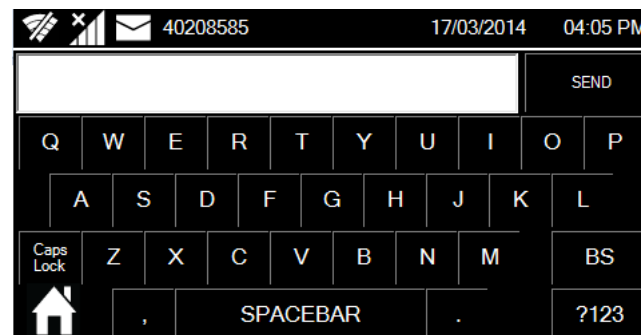 40208585 17/03/2014 04:05 PM
SEND
Q W E R T Y U I O P
A S D F G H J K L
Caps Lock Z X C V B N M BS
, SPACEBAR . ?123